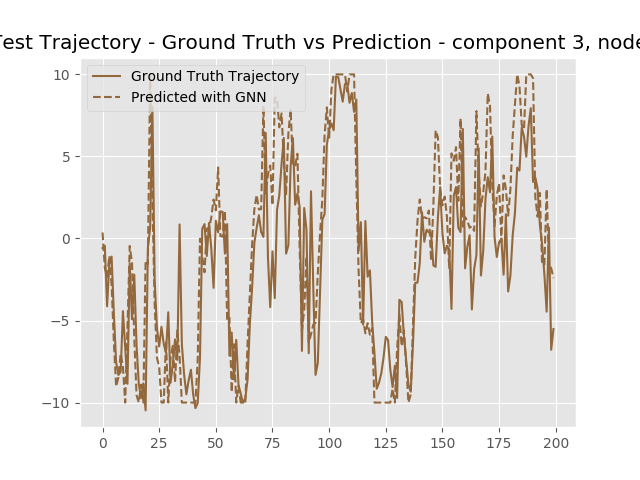 Test Trajectory - Ground Truth vs Prediction - component 3, node
Ground Truth Trajectory
Predicted with GNN
10
5
0
−5
−10
0 25 50 75 100 125 150 175 200